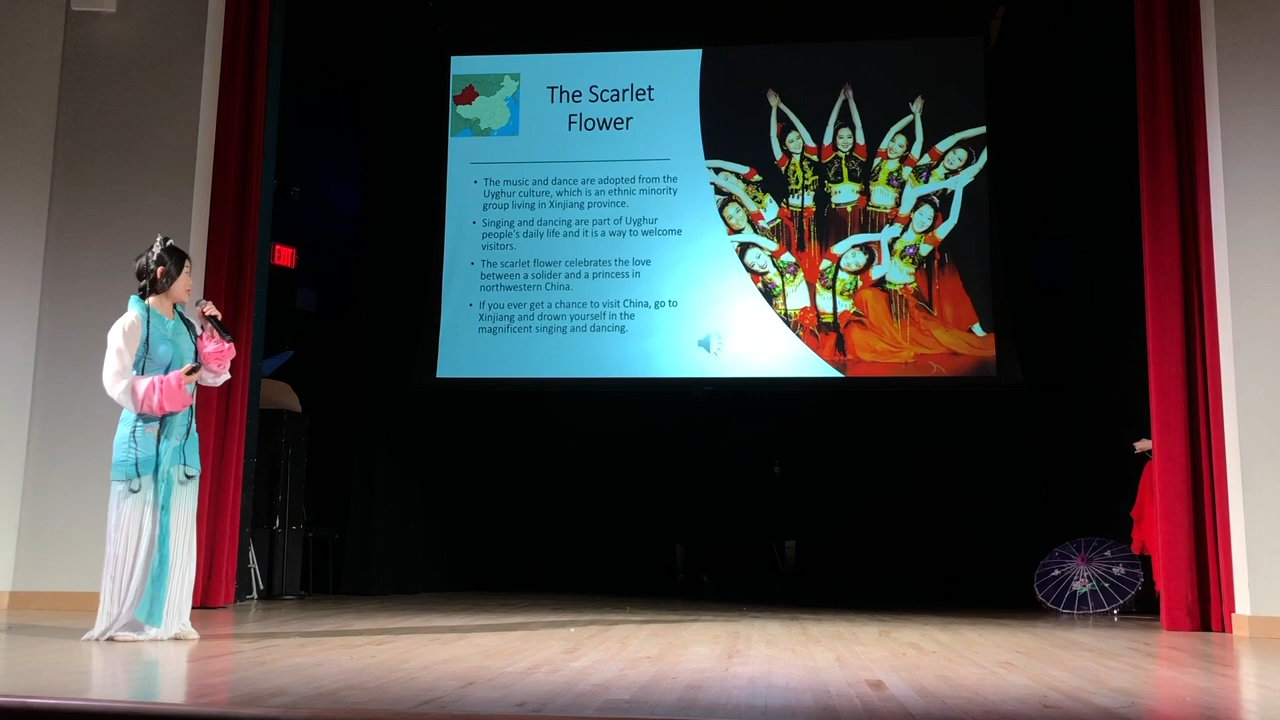 The Scarlet
Flower
• The music and dance are adopted from the
Uyghur culture, which is an ethnic minority
group living in Xinjiang province.
• Singing and dancing are part of Uyghur
people's daily life and it is a way to welcome
visitors.
• The scarlet flower celebrates the love
between a solider and a princess in
northwestern China.
• If you ever get a chance to visit China, go to
Xinjiang and drown yourself in the
magnificent singing and dancing.
EXIT